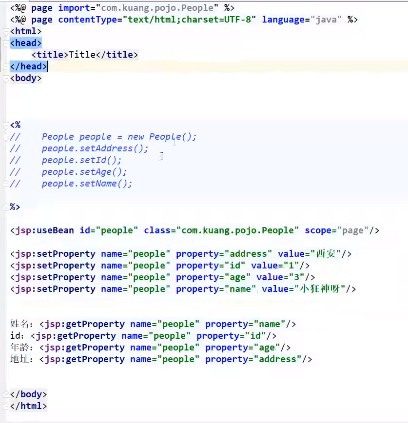 <%@ page import="com.kuang.pojo.People" %>
<%@ page contentType="text/html;charset=UTF-8" language="java" %>
<html>
<head>
<title>Title</title>
</head>
<body>
<%
// People people = new People();
// people.setAddress();
// people.setId();
// people.setAge();
// people.setName();
%>
<jsp:useBean id="people" class="com.kuang.pojo.People" scope="page"/>
<jsp:setProperty name="people" property="address" value="西安"/>
<jsp:setProperty name="people" property="id" value="1"/>
<jsp:setProperty name="people" property="age" value="3"/>
<jsp:setProperty name="people" property="name" value="小狂神呀"/>
姓名：<jsp:getProperty name="people" property="name"/>
id：<jsp:getProperty name="people" property="id"/>
年龄：<jsp:getProperty name="people" property="age"/>
地址：<jsp:getProperty name="people" property="address"/>
</body>
</html>